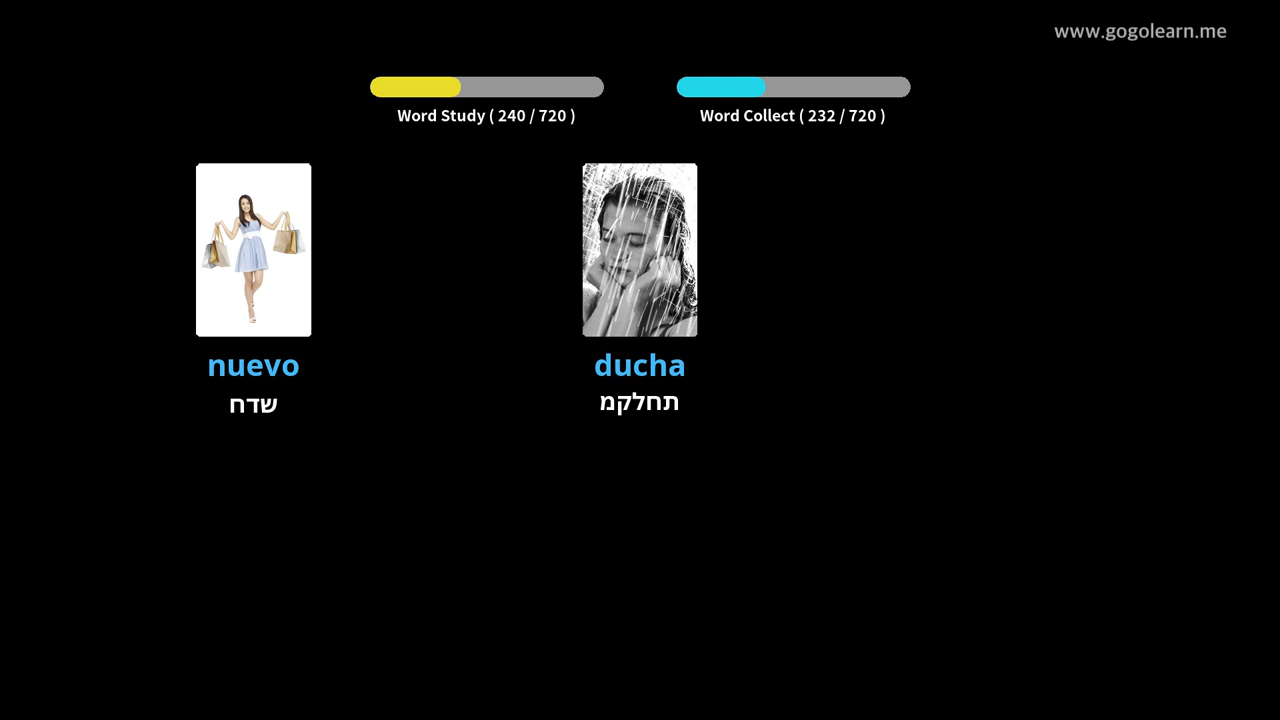 www.gogolearn.me
Word Study ( 240 / 720 )
Word Collect ( 232 / 720 )
nuevo
שדח
ducha
תחלקמ